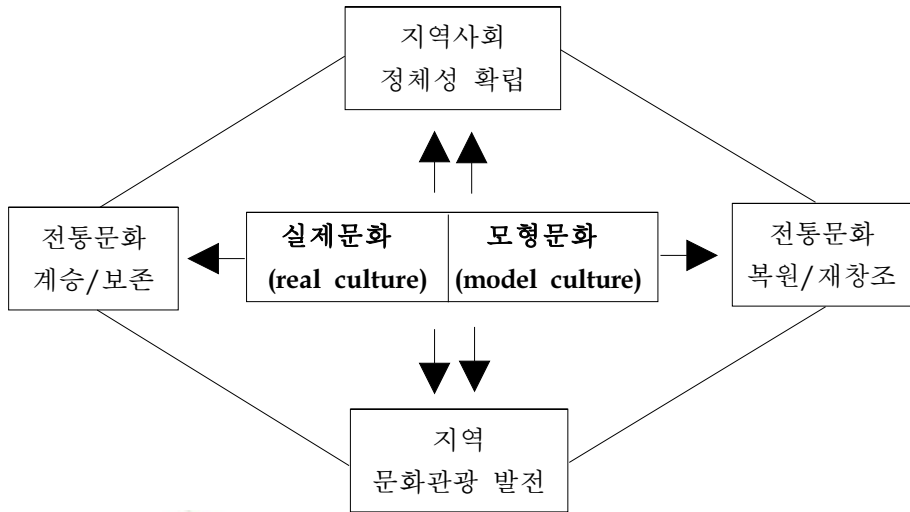 지역사회
정체성 확립
전통문화
계승/보존
실제문화
(real culture)
모형문화
(model culture)
전통문화
복원/재창조
지역
문화관광 발전